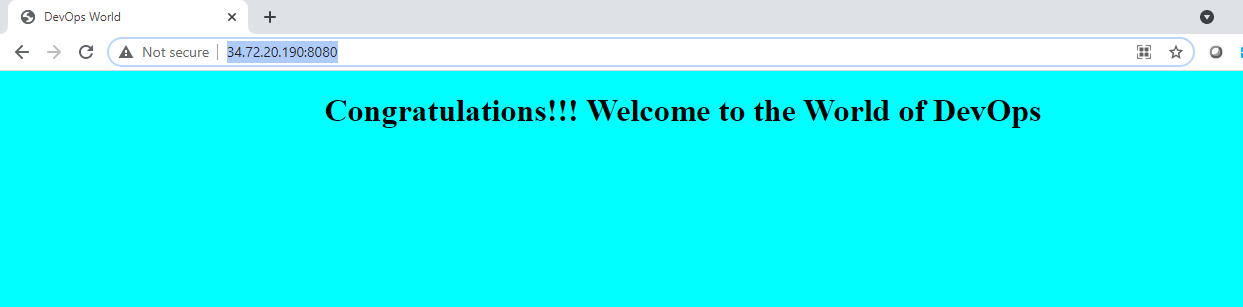 DevOps World
Not secure
34.72.20.190:8080
Congratulations!!! Welcome to the World of DevOps